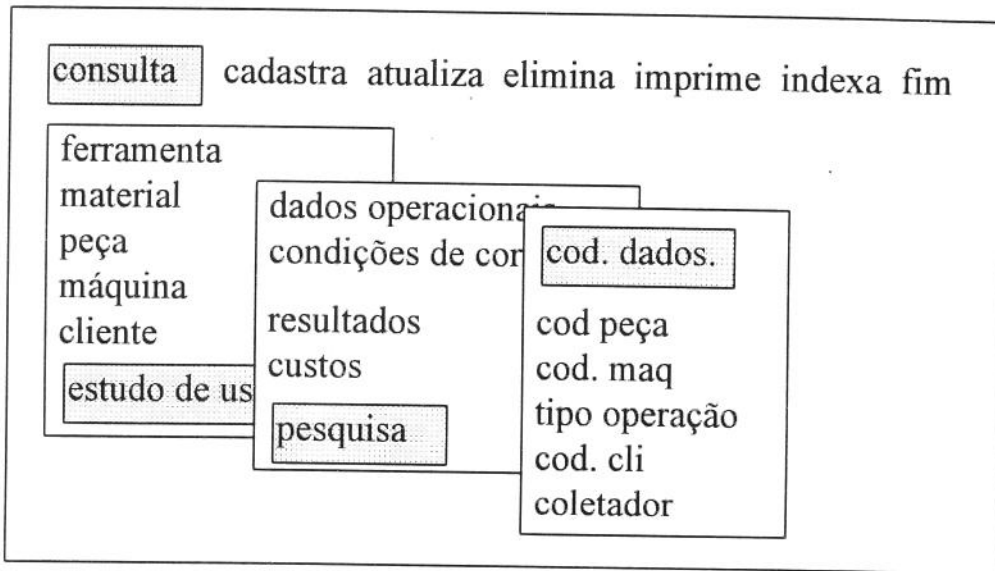 consulta cadastra atualiza elimina imprime indexa fim
ferramenta
material
peça
máquina
cliente
estudo de us
dados operacionais
condições de cor
resultados
custos
pesquisa
cod. dados.
cod peça
cod. maq
tipo operação
cod. cli
coletador